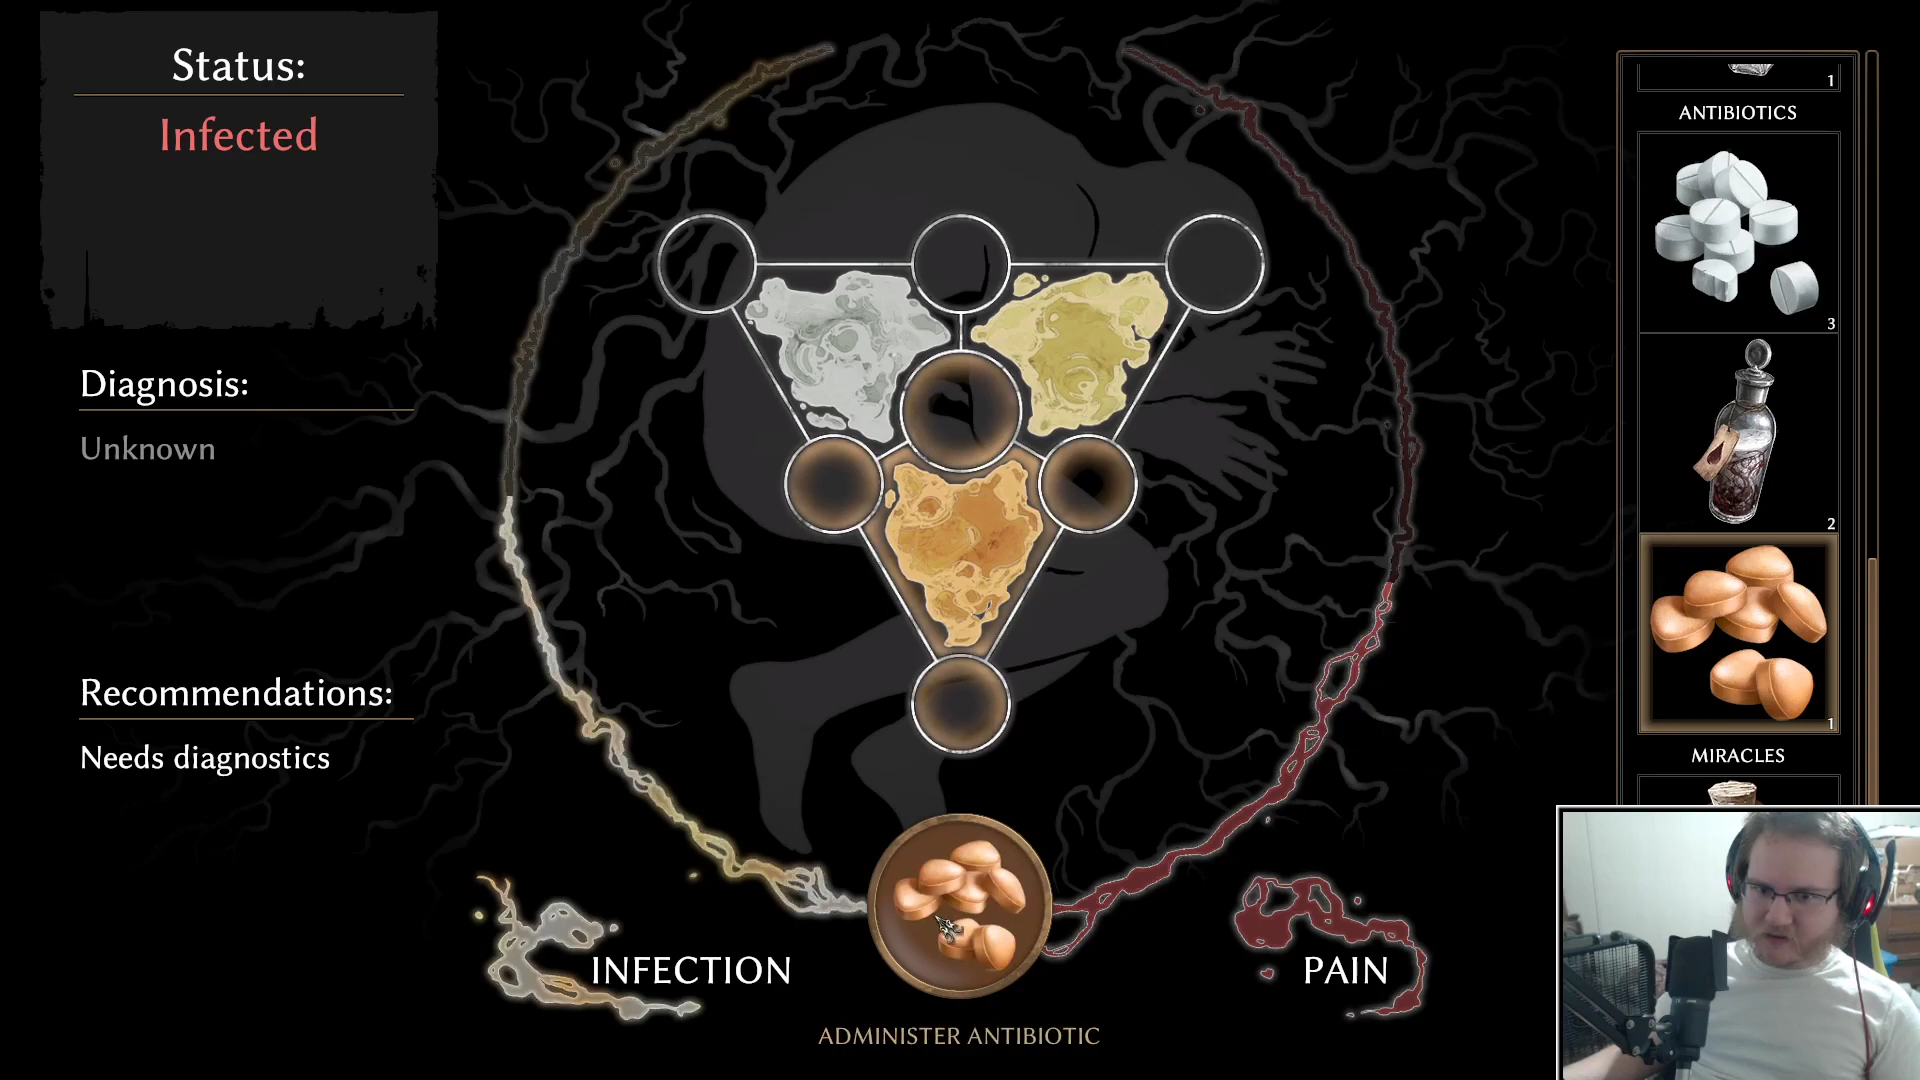 Status:
Infected
Diagnosis:
Unknown
Recommendations:
Needs diagnostics
INFECTION
PAIN
ADMINISTER ANTIBIOTIC
1
ANTIBIOTICS
3
2
1
MIRACLES